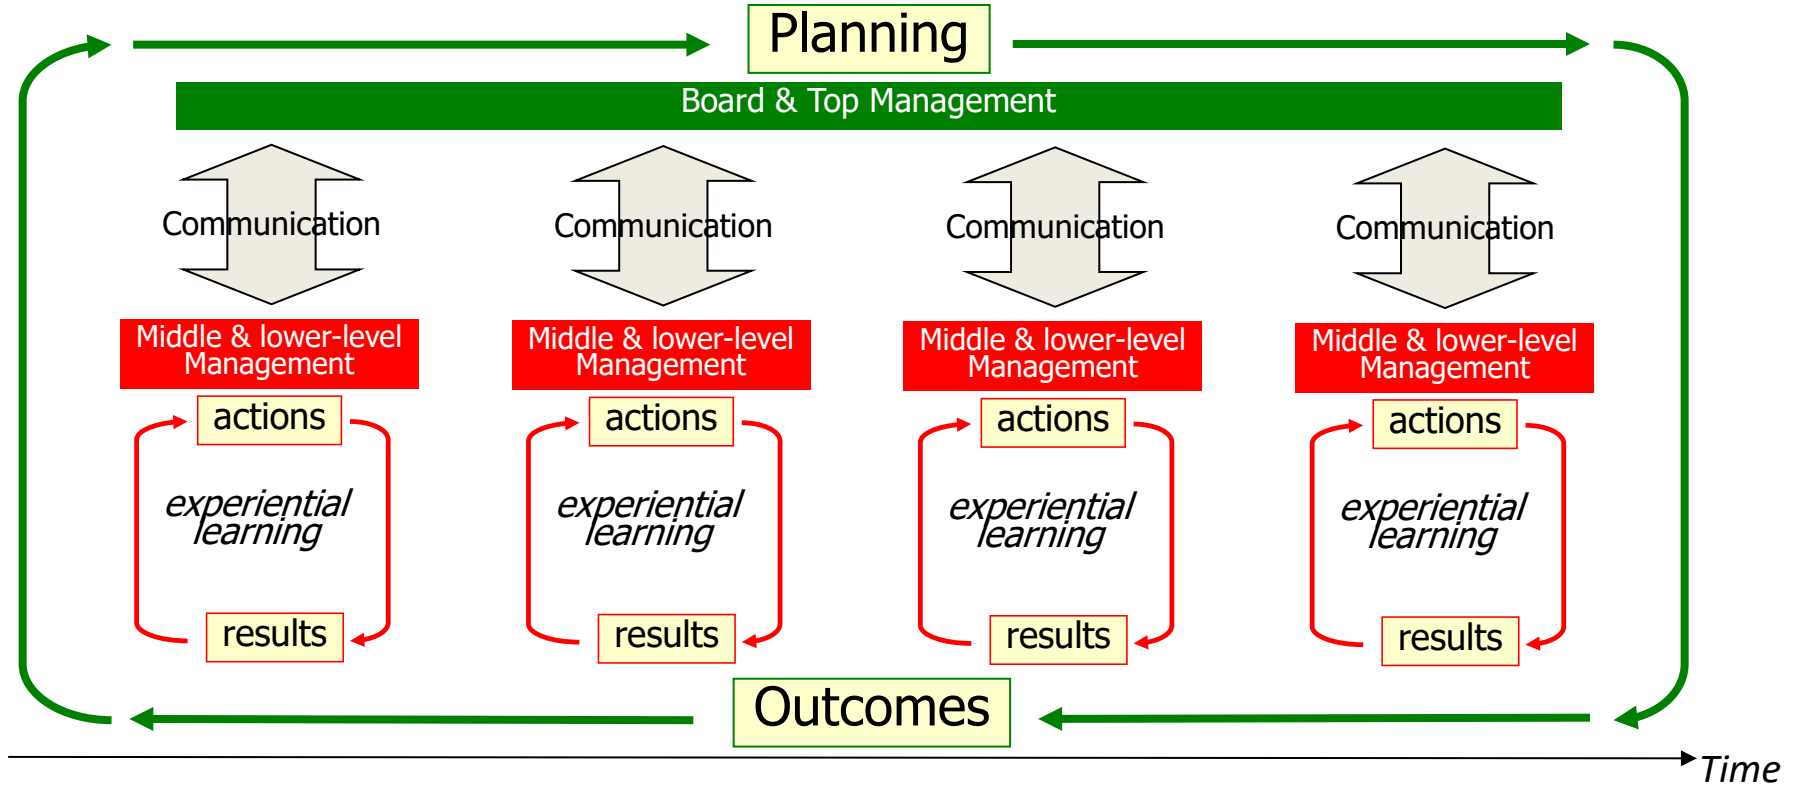 Planning
Board & Top Management
Communication
Communication
Communication
Communication
Middle & lower-level
Management
Middle & lower-level
Management
Middle & lower-level
Management
Middle & lower-level
Management
actions
actions
actions
actions
experiential
learning
experiential
learning
experiential
learning
experiential
learning
results
results
results
results
Outcomes
Time